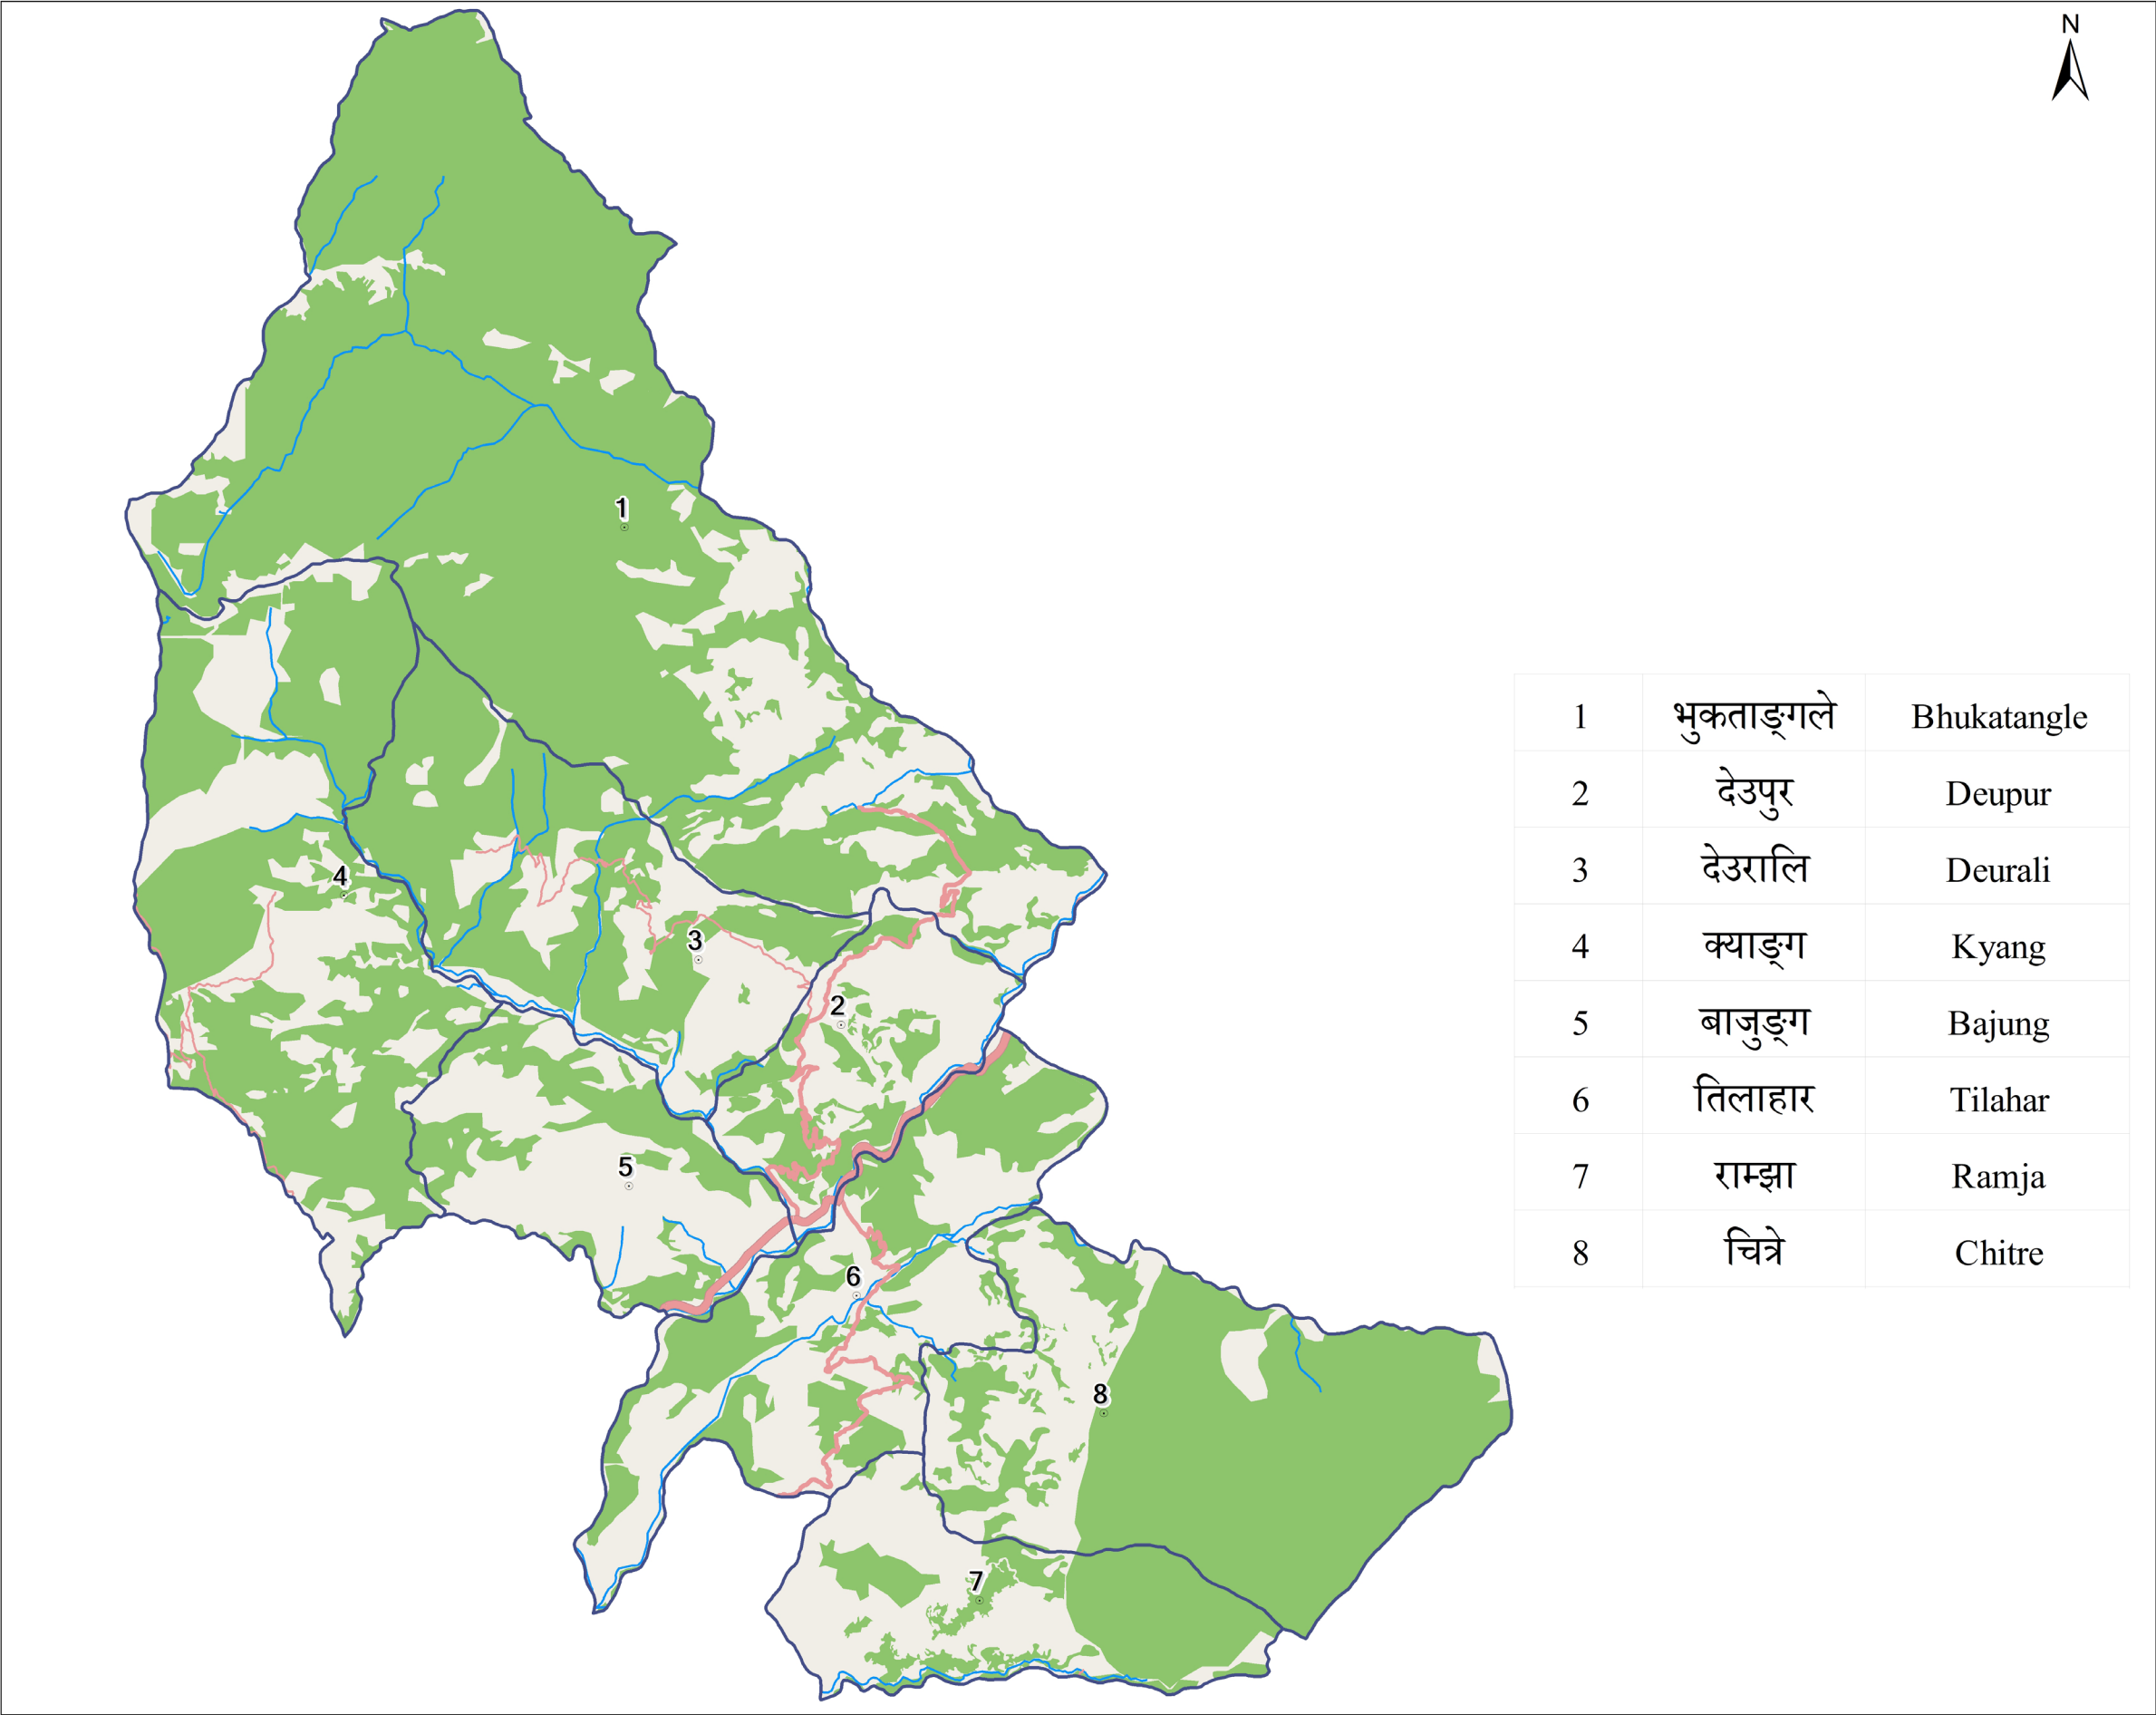 N
1
4
3
2
5
6
8
7
1 भुकताङ्गले Bhukatangle
2 देउपुर Deupur
3 देउरालि Deurali
4 क्याङ्ग Kyang
5 बाजुङ्ग Bajung
6 तिलाहार Tilahar
7 राम्झा Ramja
8 चित्रे Chitre